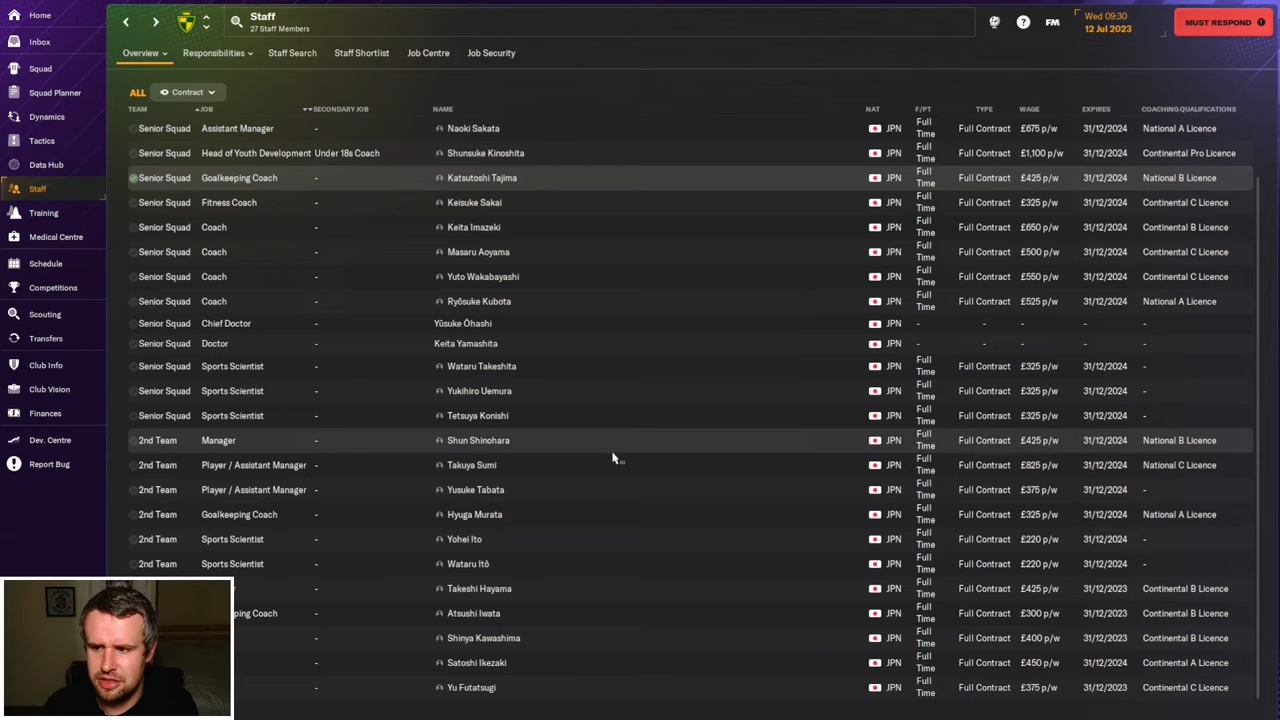 Home
Staff
27 Staff Members
Wed 09:30
12 Jul 2023
MUST RESPOND
FM
Inbox
Squad
Squad Planner
Dynamics
Tactics
Data Hub
Staff
Training
Medical Centre
Schedule
Competitions
Scouting
Transfers
Club Info
Club Vision
Finances
Dev. Centre
Report Bug
Overview Responsibilities Staff Search Staff Shortlist Job Centre Job Security
ALL Contract
TEAM JOB SECONDARY JOB NAME NAT F/PT TYPE WAGE EXPIRES COACHING QUALIFICATIONS
Senior Squad Assistant Manager - Naoki Sakata JPN Full Time Full Contract £675 p/w 31/12/2024 National A Licence
Senior Squad Head of Youth Development Under 18s Coach Shunsuke Kinoshita JPN Full Time Full Contract £1,100 p/w 31/12/2024 Continental Pro Licence
Senior Squad Goalkeeping Coach - Katsutoshi Tajima JPN Full Time Full Contract £425 p/w 31/12/2024 National B Licence
Senior Squad Fitness Coach - Keisuke Sakai JPN Full Time Full Contract £325 p/w 31/12/2024 Continental C Licence
Senior Squad Coach - Keita Imazeki JPN Full Time Full Contract £650 p/w 31/12/2024 Continental B Licence
Senior Squad Coach - Masaru Aoyama JPN Full Time Full Contract £500 p/w 31/12/2024 Continental C Licence
Senior Squad Coach - Yuto Wakabayashi JPN Full Time Full Contract £550 p/w 31/12/2024 Continental C Licence
Senior Squad Coach - Ryōsuke Kubota JPN Full Time Full Contract £525 p/w 31/12/2024 National A Licence
Senior Squad Chief Doctor - Yūsuke Ōhashi JPN - - - - -
Senior Squad Doctor - Keita Yamashita JPN - - - - -
Senior Squad Sports Scientist - Wataru Takeshita JPN Full Time Full Contract £325 p/w 31/12/2024 -
Senior Squad Sports Scientist - Yukihiro Uemura JPN Full Time Full Contract £325 p/w 31/12/2024 -
Senior Squad Sports Scientist - Tetsuya Konishi JPN Full Time Full Contract £325 p/w 31/12/2024 -
2nd Team Manager - Shun Shinohara JPN Full Time Full Contract £425 p/w 31/12/2024 National B Licence
2nd Team Player / Assistant Manager - Takuya Sumi JPN Full Time Full Contract £825 p/w 31/12/2024 National C Licence
2nd Team Player / Assistant Manager - Yusuke Tabata JPN Full Time Full Contract £375 p/w 31/12/2024 -
2nd Team Goalkeeping Coach - Hyuga Murata JPN Full Time Full Contract £325 p/w 31/12/2024 National A Licence
2nd Team Sports Scientist - Yohei Ito JPN Full Time Full Contract £220 p/w 31/12/2024 -
2nd Team Sports Scientist - Wataru Itō JPN Full Time Full Contract £220 p/w 31/12/2024 -
- Takeshi Hayama JPN Full Time Full Contract £425 p/w 31/12/2023 Continental B Licence
Coach - Atsushi Iwata JPN Full Time Full Contract £300 p/w 31/12/2023 Continental B Licence
- Shinya Kawashima JPN Full Time Full Contract £400 p/w 31/12/2023 Continental B Licence
- Satoshi Ikezaki JPN Full Time Full Contract £450 p/w 31/12/2024 Continental A Licence
- Yu Futatsugi JPN Full Time Full Contract £375 p/w 31/12/2023 Continental C Licence